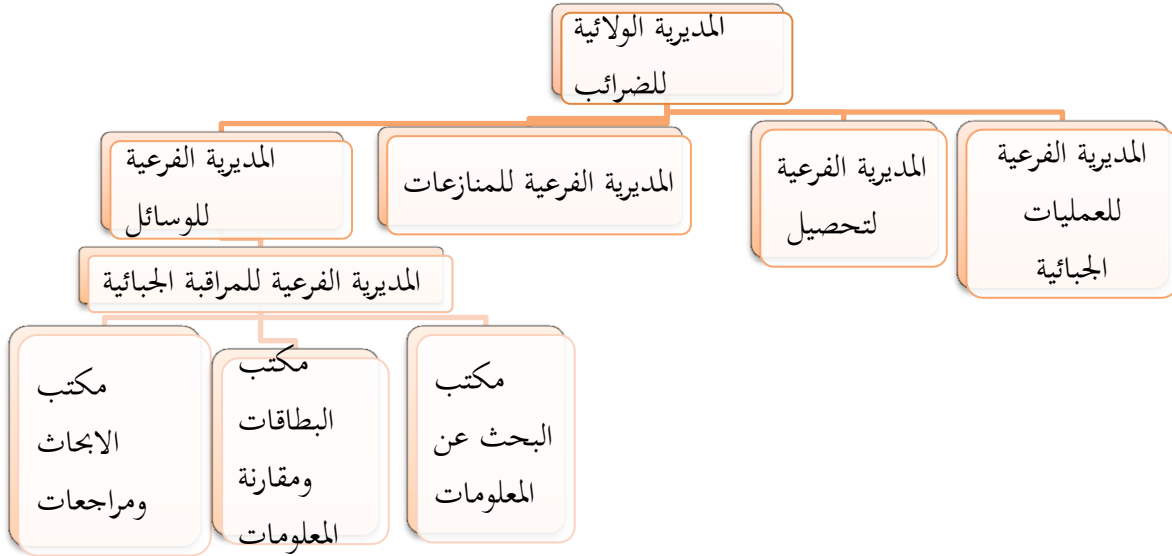 المديرية الولائية
للضرائب
المديرية الفرعية
للعمليات
الجبائية
المديرية الفرعية
لتحصيل
المديرية الفرعية للمنازعات
المديرية الفرعية
للوسائل
المديرية الفرعية للمراقبة الجبائية
مكتب
البحث عن
المعلومات
مكتب
البطاقات
ومقارنة
المعلومات
مكتب
الابحاث
ومراجعات